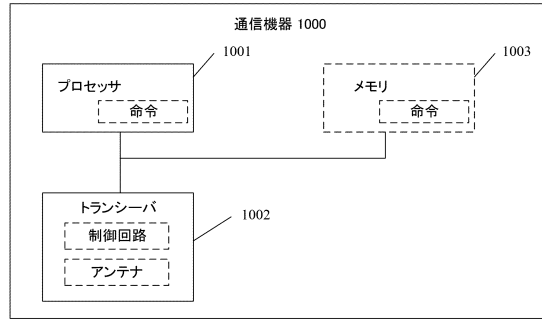 通信機器 1000
1001
プロセッサ
命令
1003
メモリ
命令
トランシーバ
制御回路
アンテナ
1002